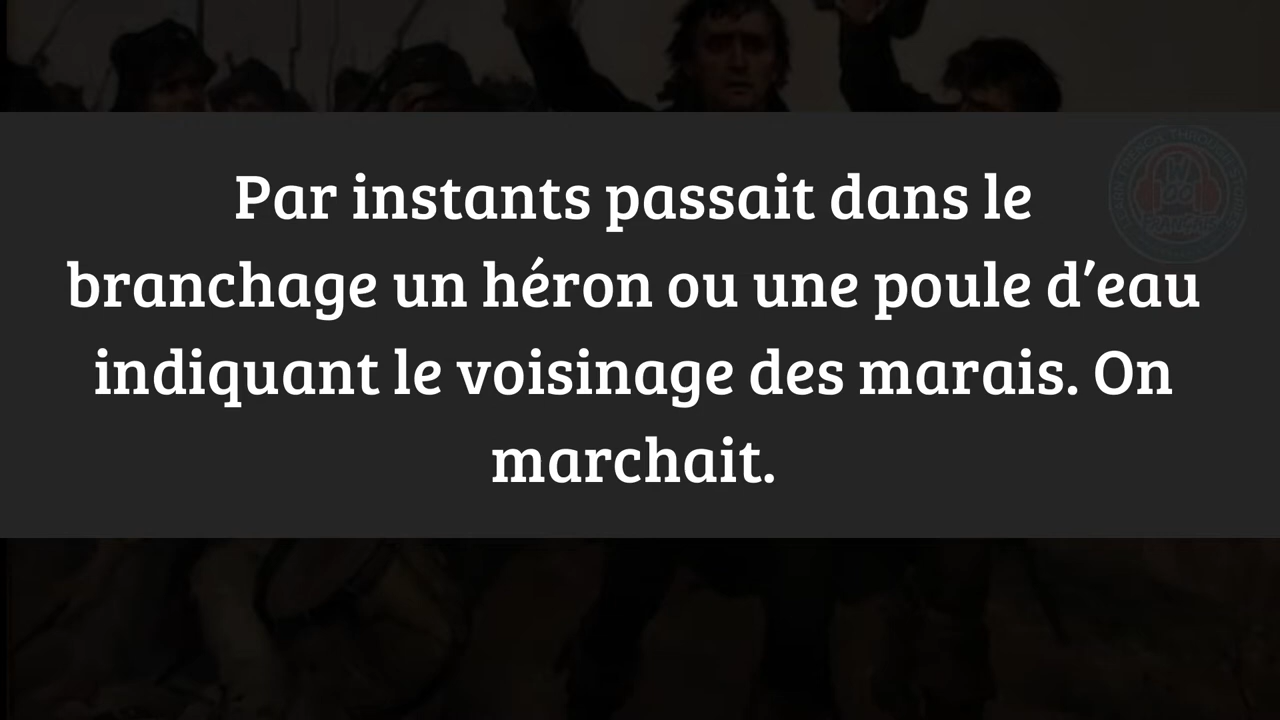 Par instants passait dans le
branchage un héron ou une poule d’eau
indiquant le voisinage des marais. On
marchait.